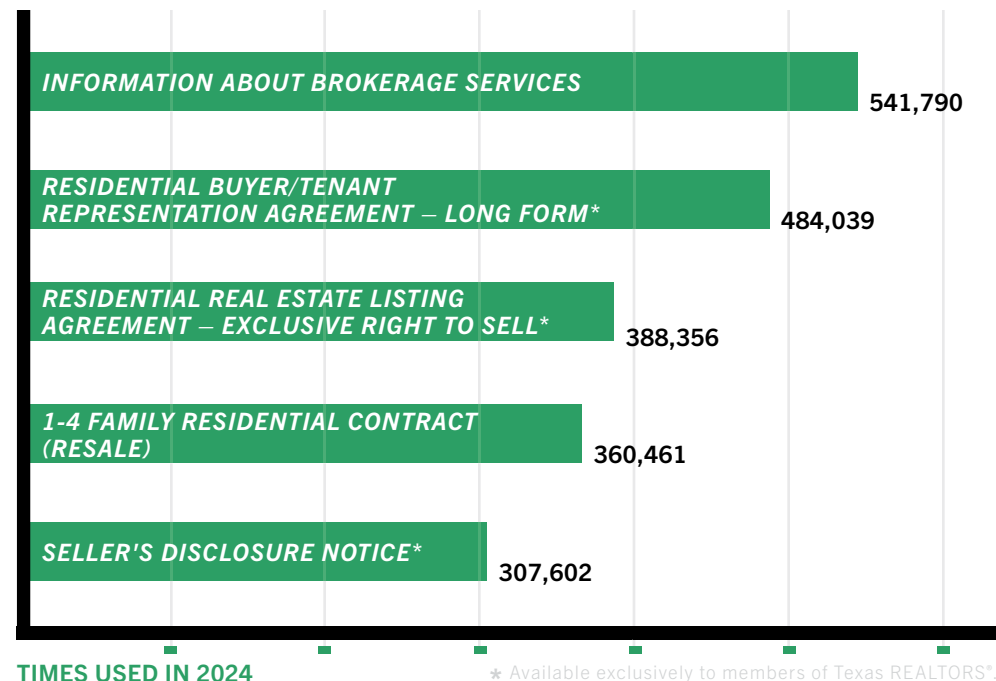 INFORMATION ABOUT BROKERAGE SERVICES
541,790
RESIDENTIAL BUYER/TENANT
REPRESENTATION AGREEMENT – LONG FORM*
484,039
RESIDENTIAL REAL ESTATE LISTING
AGREEMENT – EXCLUSIVE RIGHT TO SELL*
388,356
1-4 FAMILY RESIDENTIAL CONTRACT
(RESALE)
360,461
SELLER'S DISCLOSURE NOTICE*
307,602
TIMES USED IN 2024
* Available exclusively to members of Texas REALTORS®.